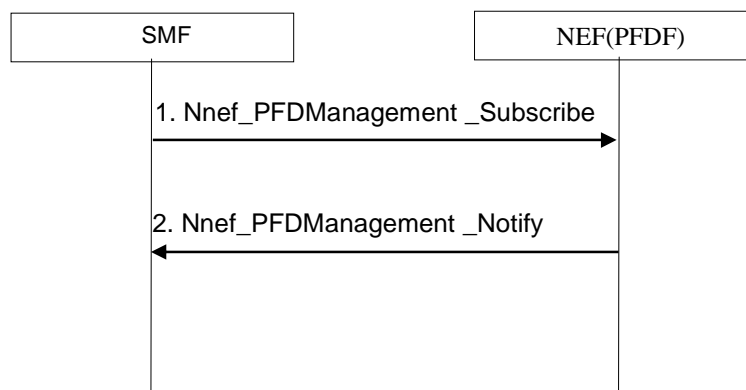 SMF
NEF(PFDF)
1. Nnef_PFDManagement _Subscribe
2. Nnef_PFDManagement _Notify